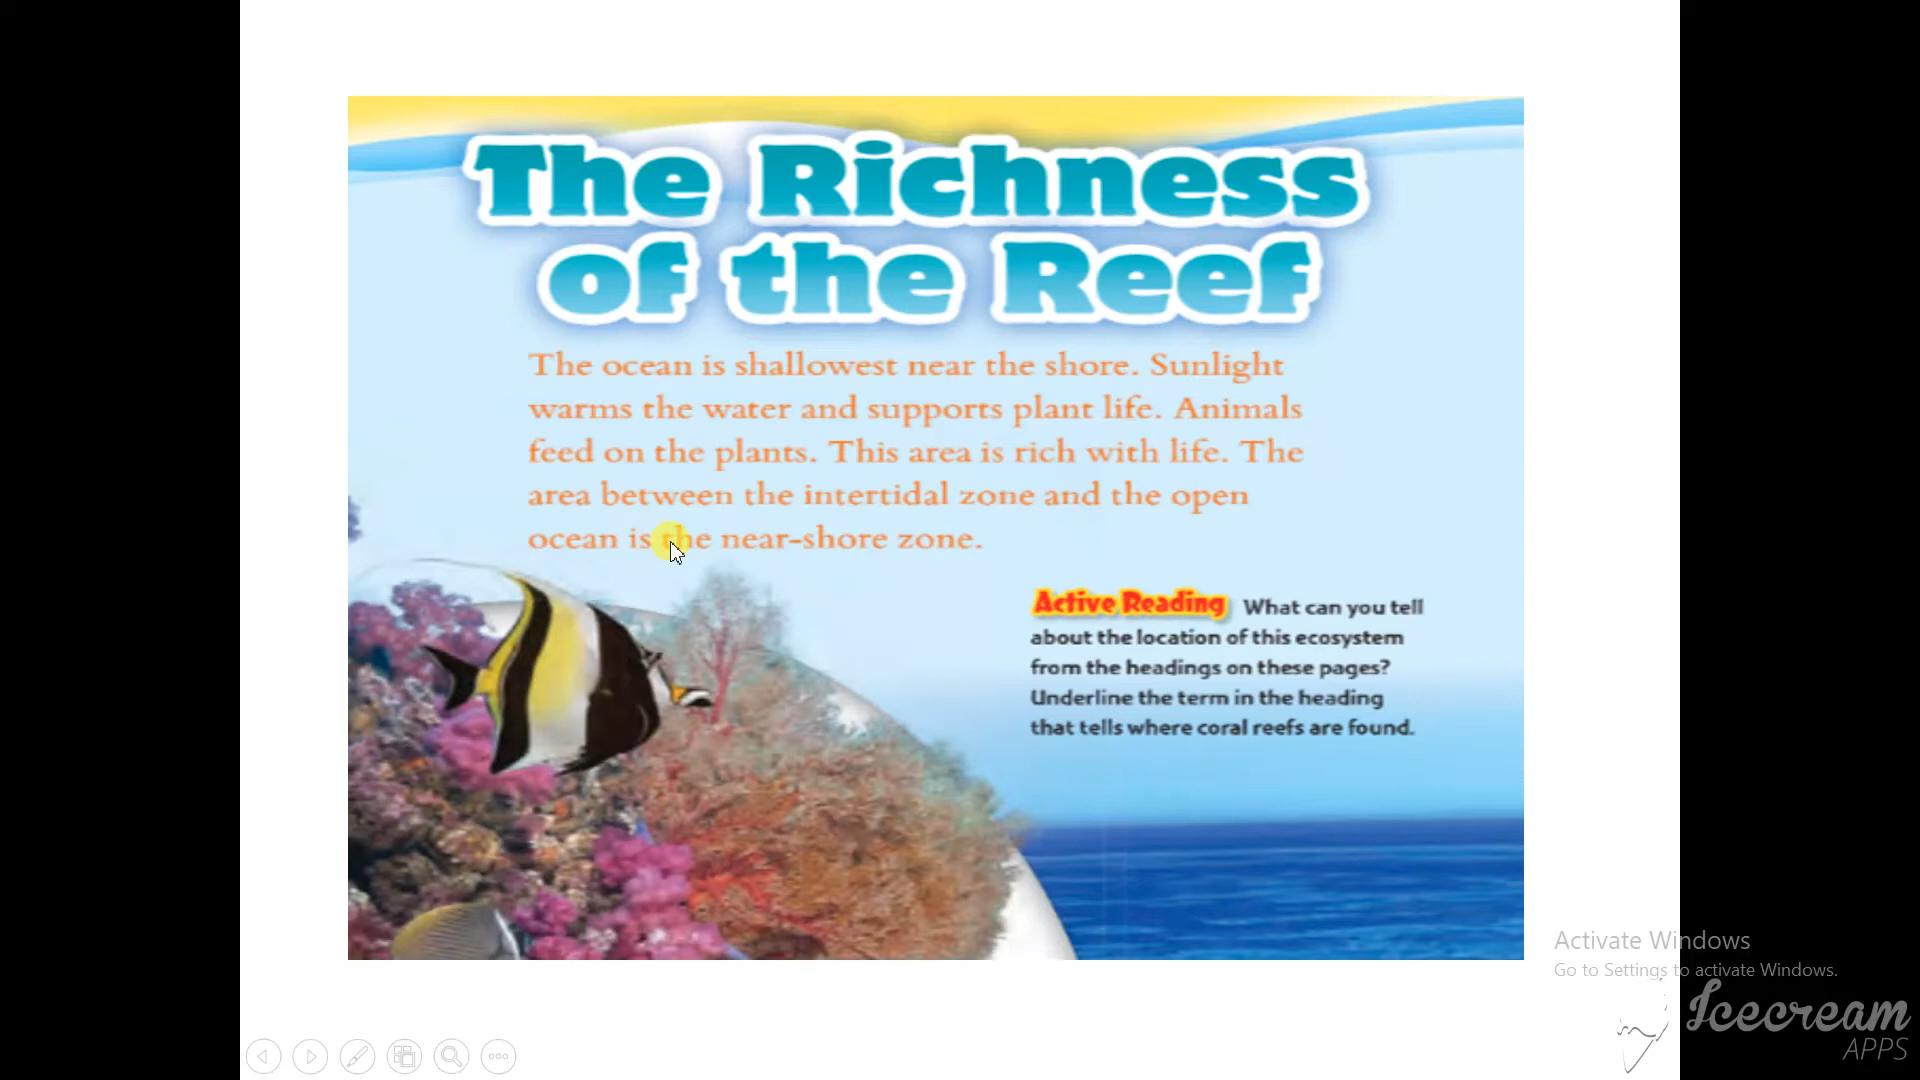 The Richness
of the Reef
The ocean is shallowest near the shore. Sunlight
warms the water and supports plant life. Animals
feed on the plants. This area is rich with life. The
area between the intertidal zone and the open
ocean is the near-shore zone.
Active Reading What can you tell
about the location of this ecosystem
from the headings on these pages?
Underline the term in the heading
that tells where coral reefs are found.
Activate Windows
Go to Settings to activate Windows.
Icecream
APPS